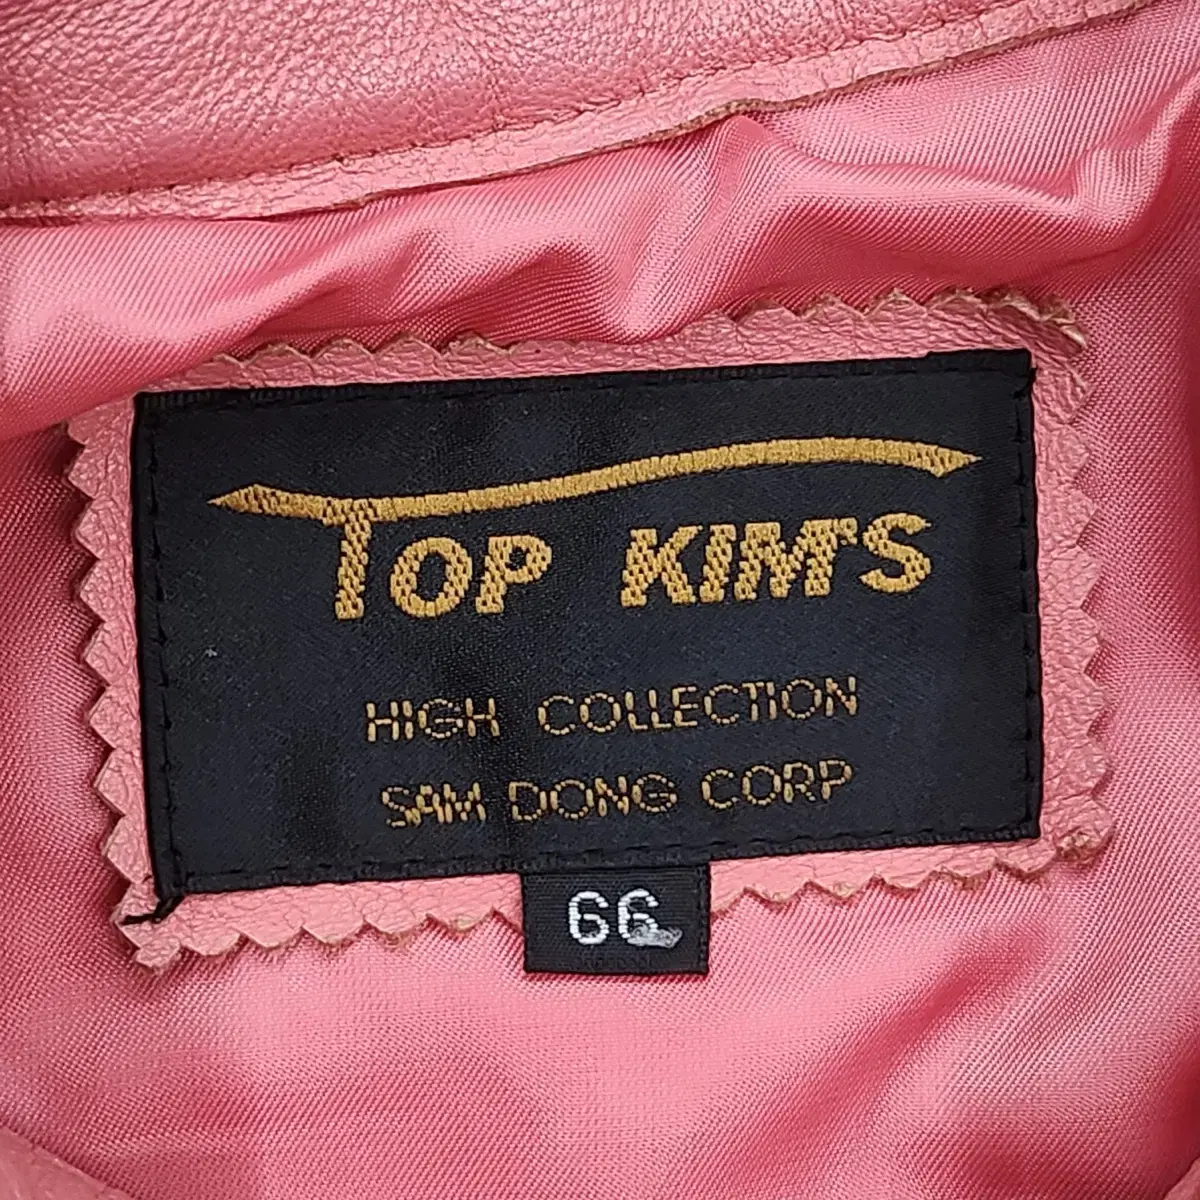 TOP KIM'S
HIGH COLLECTION
SAM DONG CORP
66